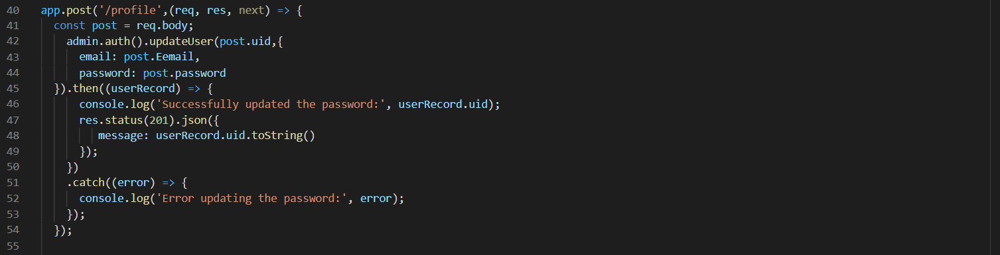 40 app.post('/profile',(req, res, next) => {
41 const post = req.body;
42 admin.auth().updateUser(post.uid,{
43 email: post.Eemail,
44 password: post.password
45 }).then((userRecord) => {
46 console.log('Successfully updated the password:', userRecord.uid);
47 res.status(201).json({
48 message: userRecord.uid.toString()
49 });
50 })
51 .catch((error) => {
52 console.log('Error updating the password:', error);
53 });
54 });
55